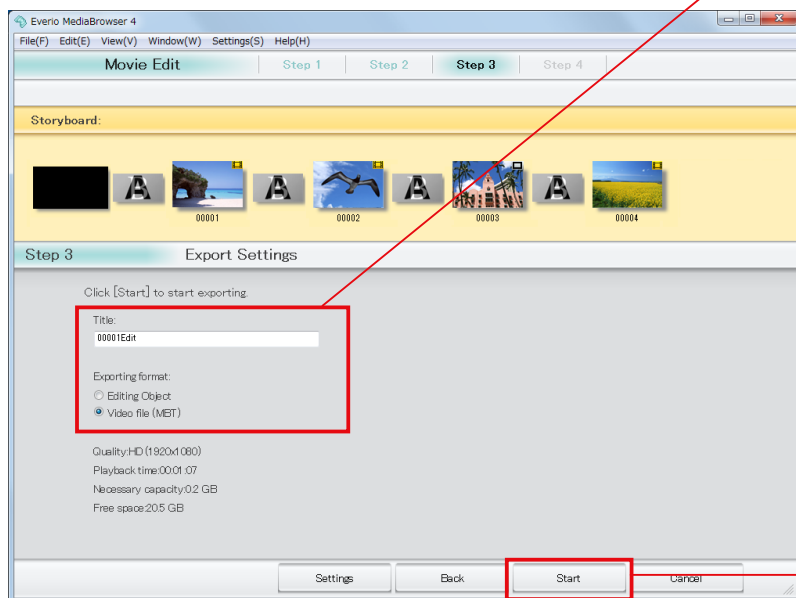 Everio MediaBrowser 4
File(F) Edit(E) View(V) Window(W) Settings(S) Help(H)
Movie Edit Step 1 Step 2 Step 3 Step 4
Storyboard:
A A A A
00001 00002 00003 00004
Step 3 Export Settings
Click [Start] to start exporting.
Title:
00001Edit
Exporting format:
Editing Object
Video file (MBT)
Quality:HD (1920x1080)
Playback time:00:01:07
Necessary capacity:0.2 GB
Free space:20.5 GB
Settings Back Start Cancel